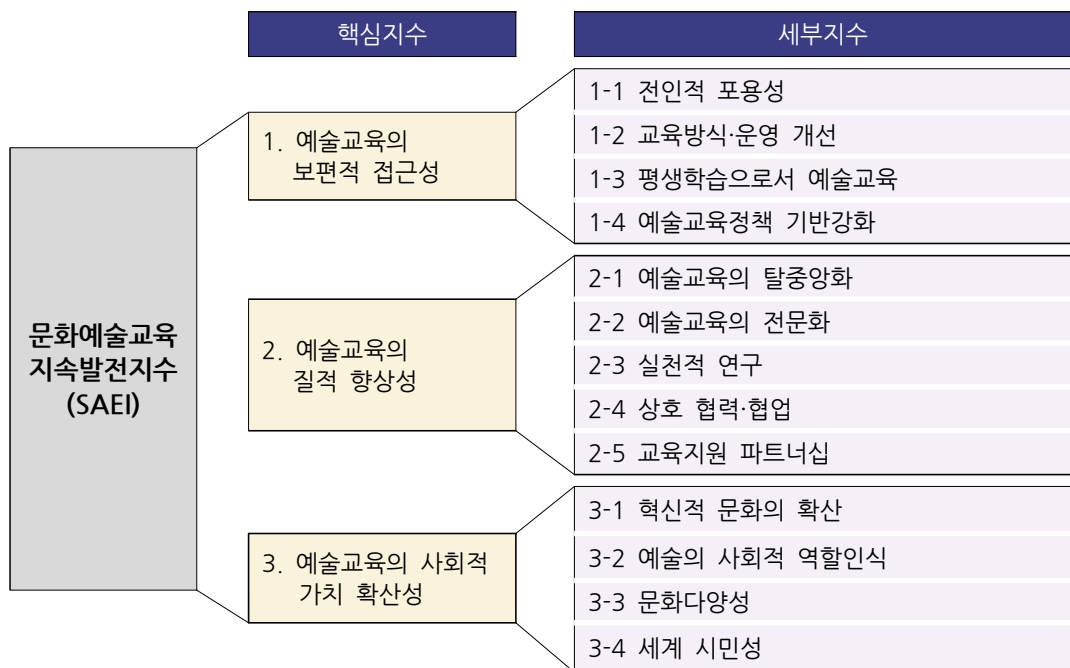 핵심지수
세부지수
문화예술교육
지속발전지수
(SAEI)
1. 예술교육의
보편적 접근성
1-1 전인적 포용성
1-2 교육방식·운영 개선
1-3 평생학습으로서 예술교육
1-4 예술교육정책 기반강화
2. 예술교육의
질적 향상성
2-1 예술교육의 탈중앙화
2-2 예술교육의 전문화
2-3 실천적 연구
2-4 상호 협력·협업
2-5 교육지원 파트너십
3. 예술교육의 사회적
가치 확산성
3-1 혁신적 문화의 확산
3-2 예술의 사회적 역할인식
3-3 문화다양성
3-4 세계 시민성